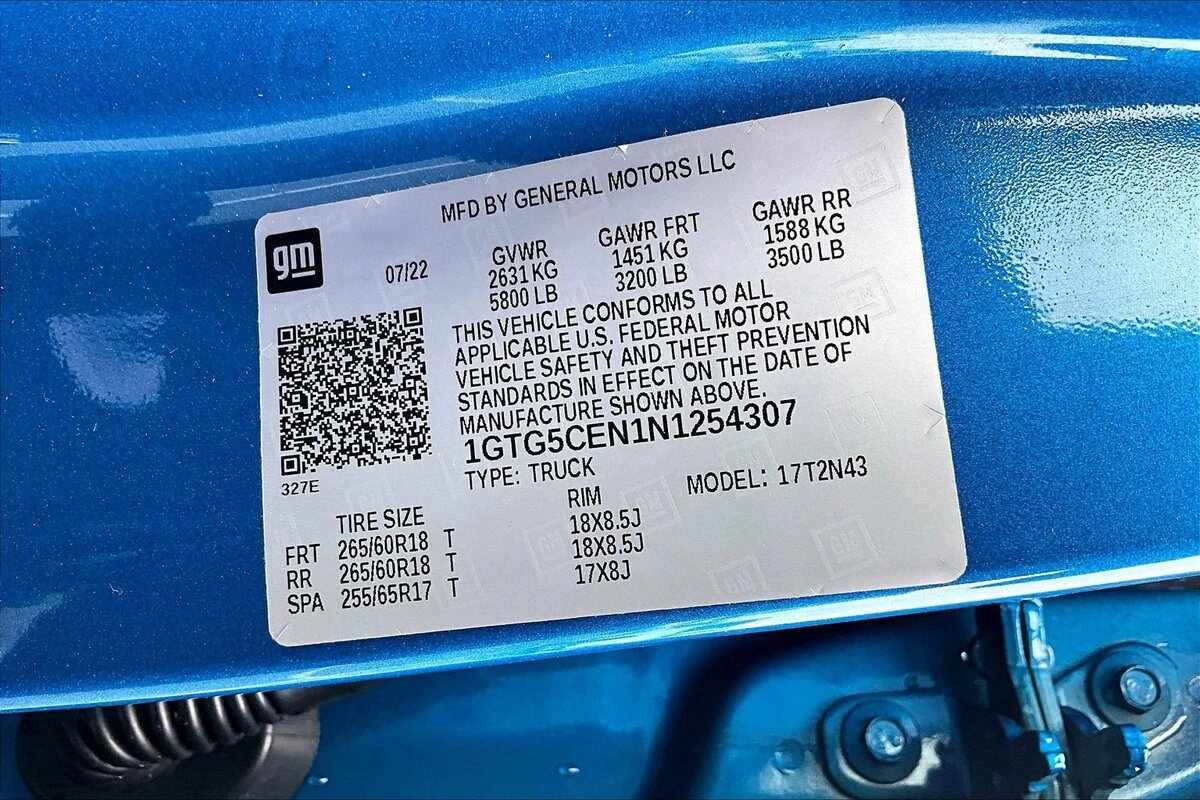 MFD BY GENERAL MOTORS LLC
gm
07/22
GVWR GAWR FRT GAWR RR
2631 KG 1451 KG 1588 KG
5800 LB 3200 LB 3500 LB
THIS VEHICLE CONFORMS TO ALL
APPLICABLE U.S. FEDERAL MOTOR
VEHICLE SAFETY AND THEFT PREVENTION
STANDARDS IN EFFECT ON THE DATE OF
MANUFACTURE SHOWN ABOVE.
1GTG5CEN1N1254307
327E
TYPE: TRUCK MODEL: 17T2N43
TIRE SIZE RIM
FRT 265/60R18 T 18X8.5J
RR 265/60R18 T 18X8.5J
SPA 255/65R17 T 17X8J